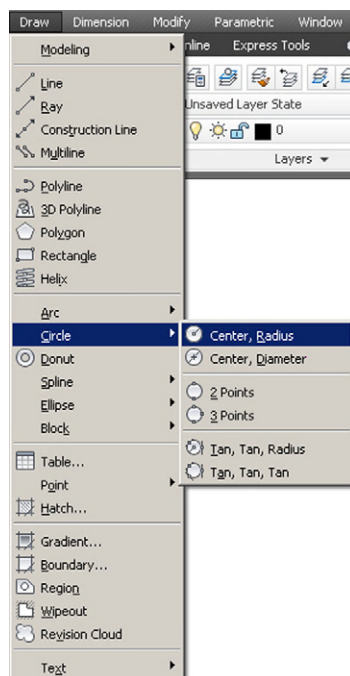 Draw Dimension Modify Parametric Window
Modeling nline Express Tools
Line
Unsaved Layer State
Ray
Construction Line 0
Multiline
Layers
Polyline
3D Polyline
Polygon
Rectangle
Helix
Arc
Circle Center, Radius
Donut Center, Diameter
Spline 2 Points
Ellipse 3 Points
Block Tan, Tan, Radius
Table... Tan, Tan, Tan
Point
Hatch...
Gradient...
Boundary...
Region
Wipeout
Revision Cloud
Text